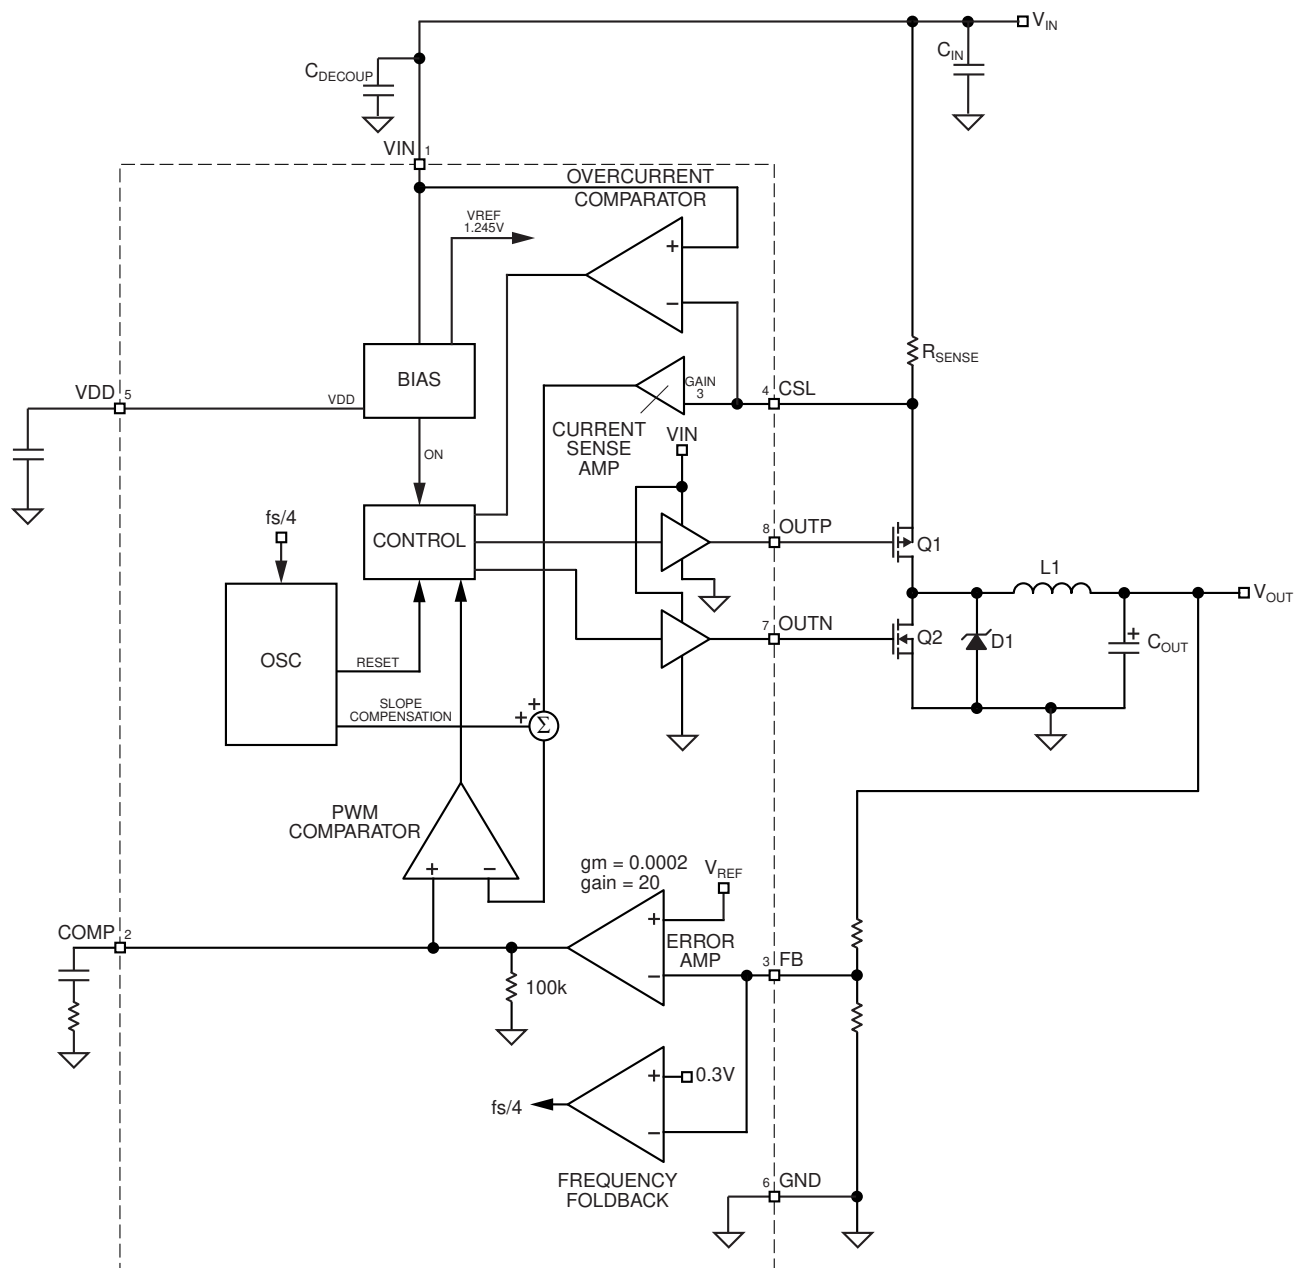 VIN
CIN
CDECOUP
VIN 1
OVERCURRENT
COMPARATOR
VREF
1.245V
+
−
RSENSE
BIAS
VDD 5
VDD
GAIN
3
4 CSL
CURRENT
SENSE
AMP
VIN
ON
fs/4
CONTROL
8 OUTP
Q1
L1
VOUT
OSC
7 OUTN
Q2
D1
+
COUT
RESET
SLOPE
COMPENSATION
+
+
Σ
PWM
COMPARATOR
+ −
gm = 0.0002
gain = 20
VREF
+
ERROR
AMP
−
COMP 2
3 FB
100k
+ 0.3V
fs/4
−
FREQUENCY
FOLDBACK
6 GND